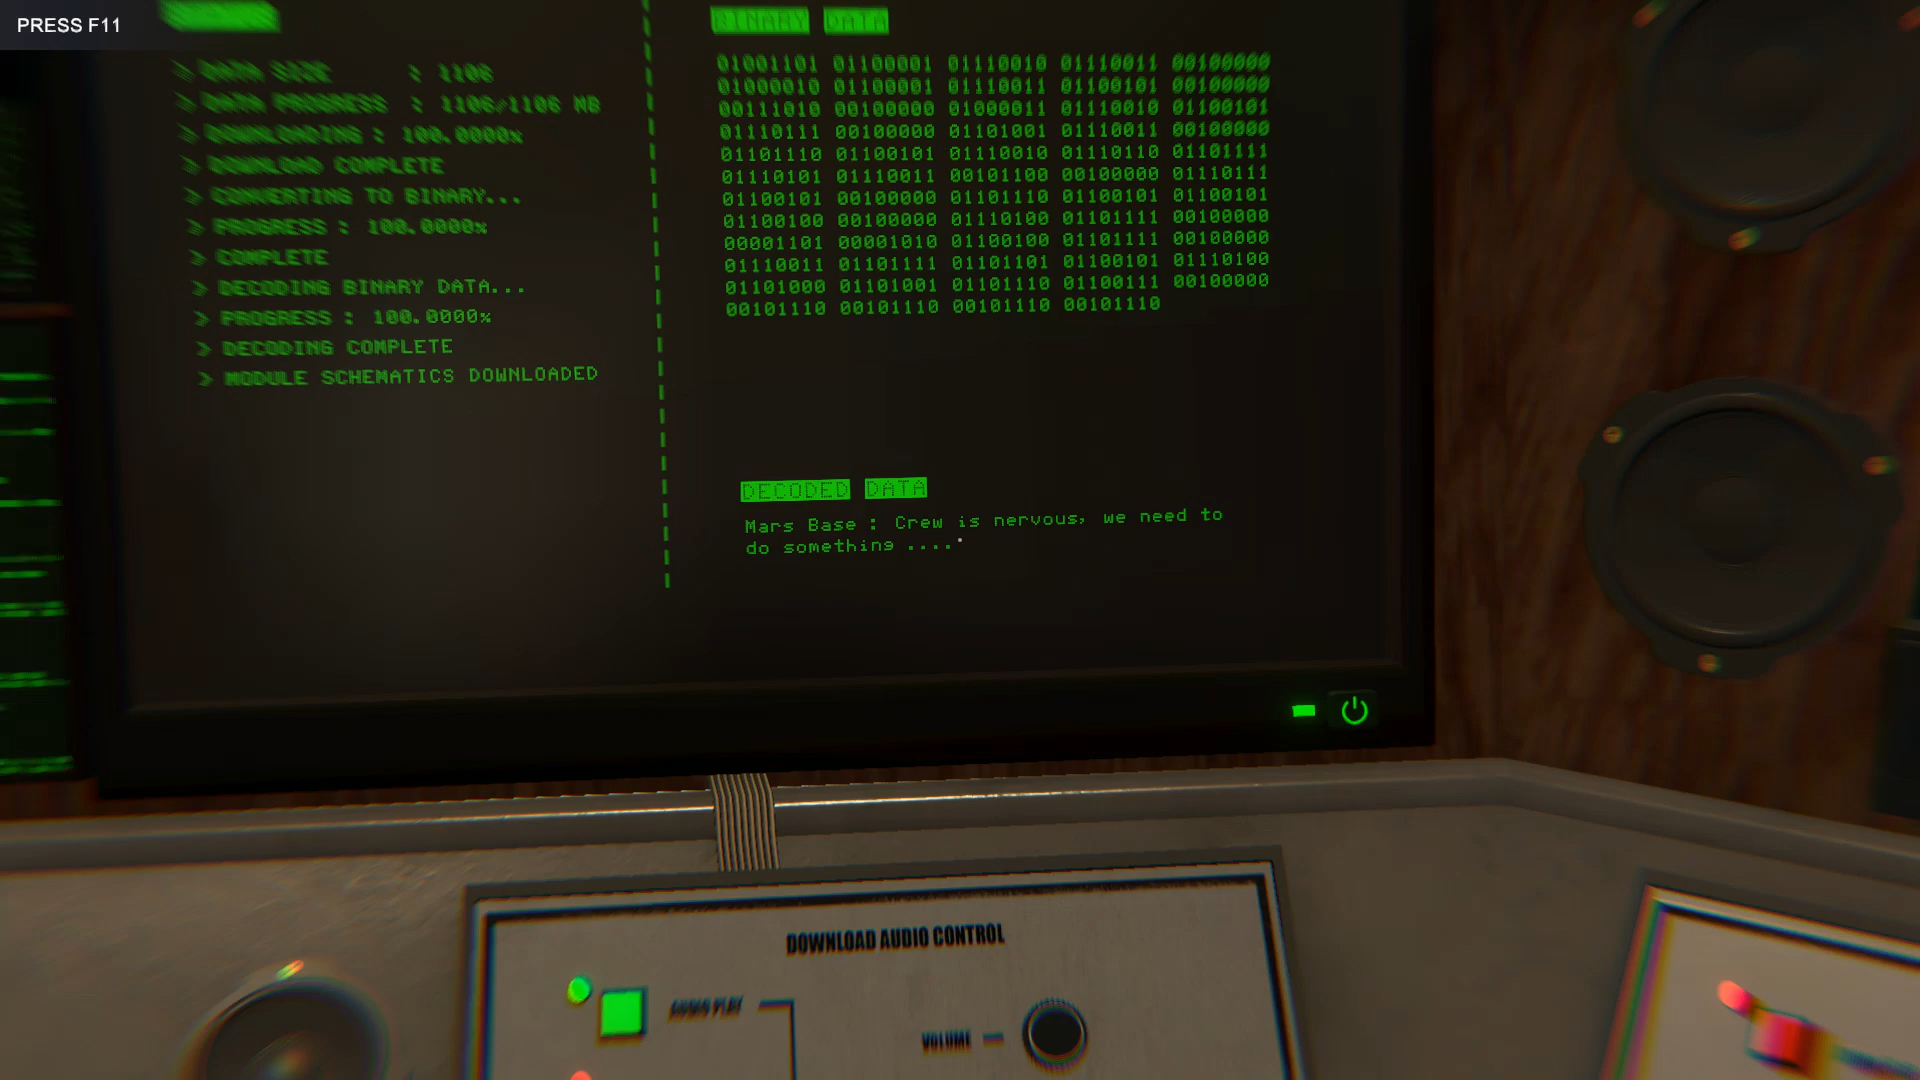 PRESS F11
> DATA SIZE : 1106
> DATA PROGRESS : 1106/1106 MB
> DOWNLOADING : 100.0000%
> DOWNLOAD COMPLETE
> CONVERTING TO BINARY...
> PROGRESS : 100.0000%
> COMPLETE
> DECODING BINARY DATA...
> PROGRESS : 100.0000%
> DECODING COMPLETE
> MODULE SCHEMATICS DOWNLOADED
BINARY DATA
01001101 01100001 01110010 01110011 00100000
01000010 01100001 01110011 01100101 00100000
00111010 00100000 01000011 01110010 01100101
01110111 00100000 01101001 01110011 00100000
01101110 01100101 01110010 01110110 01101111
01110101 01110011 00101100 00100000 01110111
01100101 00100000 01101110 01100101 01100101
01100100 00100000 01110100 01101111 00100000
00001101 00001010 01100100 01101111 00100000
01110011 01101111 01101101 01100101 01110100
01101000 01101001 01101110 01100111 00100000
00101110 00101110 00101110 00101110
DECODED DATA
Mars Base : Crew is nervous, we need to
do something ....
DOWNLOAD AUDIO CONTROL
AUDIO PLAY
VOLUME